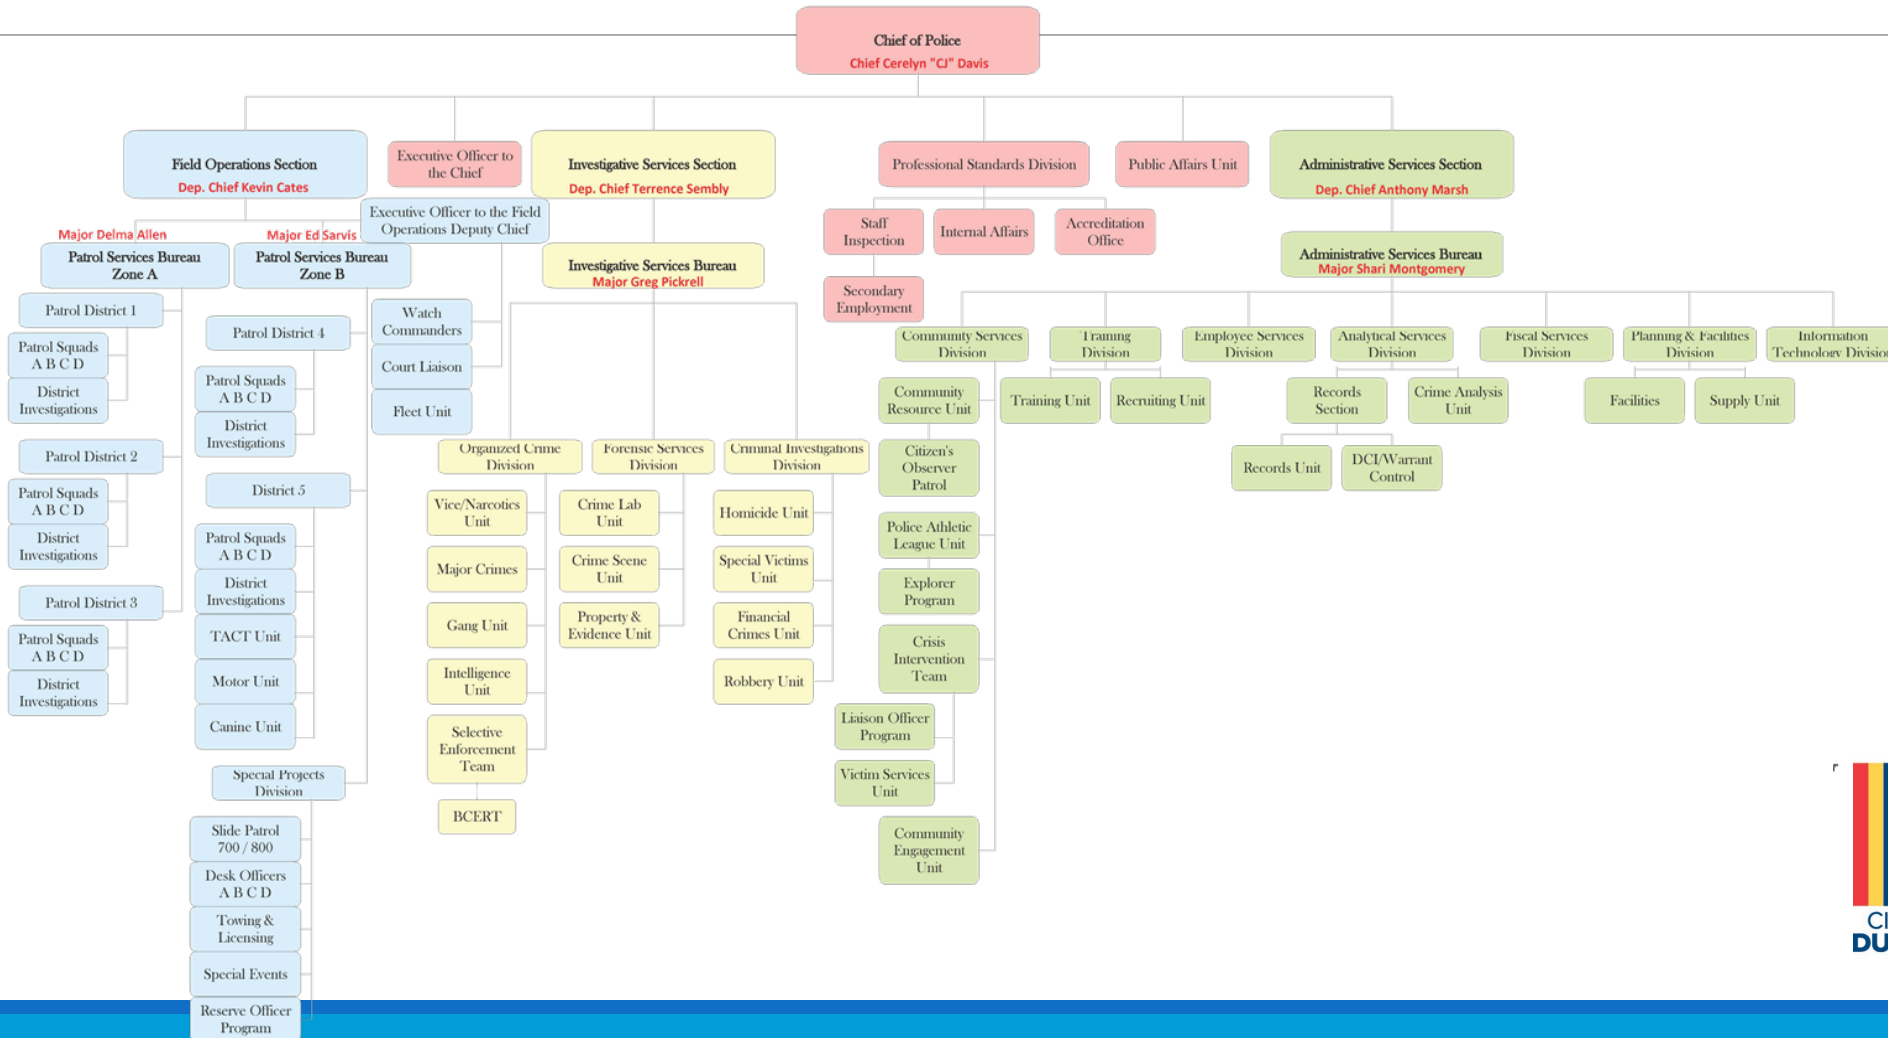 Chief of Police
Chief Cerelyn "CJ" Davis
Field Operations Section
Dep. Chief Kevin Cates
Executive Officer to
the Chief
Investigative Services Section
Dep. Chief Terrence Sembly
Professional Standards Division
Public Affairs Unit
Administrative Services Section
Dep. Chief Anthony Marsh
Executive Officer to the Field
Operations Deputy Chief
Staff
Inspection
Internal Affairs
Accreditation
Office
Secondary
Employment
Major Delma Allen
Patrol Services Bureau
Zone A
Major Ed Sarvis
Patrol Services Bureau
Zone B
Investigative Services Bureau
Major Greg Pickrell
Administrative Services Bureau
Major Shari Montgomery
Patrol District 1
Patrol Squads
A B C D
District
Investigations
Patrol District 2
Patrol Squads
A B C D
District
Investigations
Patrol District 3
Patrol Squads
A B C D
District
Investigations
Patrol District 4
Patrol Squads
A B C D
District
Investigations
District 5
Patrol Squads
A B C D
District
Investigations
TACT Unit
Motor Unit
Canine Unit
Special Projects
Division
Slide Patrol
700 / 800
Desk Officers
A B C D
Towing &
Licensing
Special Events
Reserve Officer
Program
Watch
Commanders
Court Liaison
Fleet Unit
Organized Crime
Division
Vice/Narcotics
Unit
Major Crimes
Gang Unit
Intelligence
Unit
Selective
Enforcement
Team
BCERT
Forensic Services
Division
Crime Lab
Unit
Crime Scene
Unit
Property &
Evidence Unit
Criminal Investigations
Division
Homicide Unit
Special Victims
Unit
Financial
Crimes Unit
Robbery Unit
Community Services
Division
Community
Resource Unit
Citizen's
Observer
Patrol
Police Athletic
League Unit
Explorer
Program
Crisis
Intervention
Team
Liaison Officer
Program
Victim Services
Unit
Community
Engagement
Unit
Training
Division
Training Unit
Recruiting Unit
Employee Services
Division
Analytical Services
Division
Records
Section
Crime Analysis
Unit
Records Unit
DCI/Warrant
Control
Fiscal Services
Division
Planning & Facilities
Division
Facilities
Supply Unit
Information
Technology Divisio
r
CI
DU